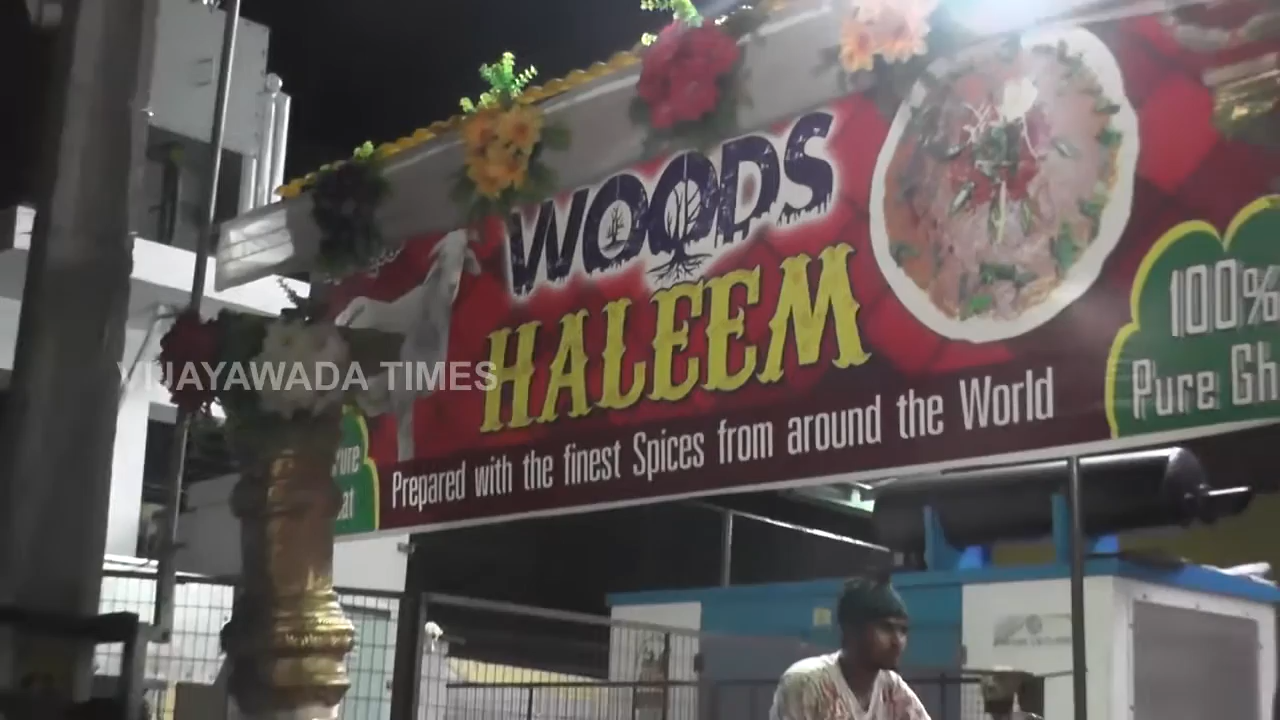 WOODS
HALEEM
VIJAYAWADA TIMES
Prepared with the finest Spices from around the World
100%
Pure Gh